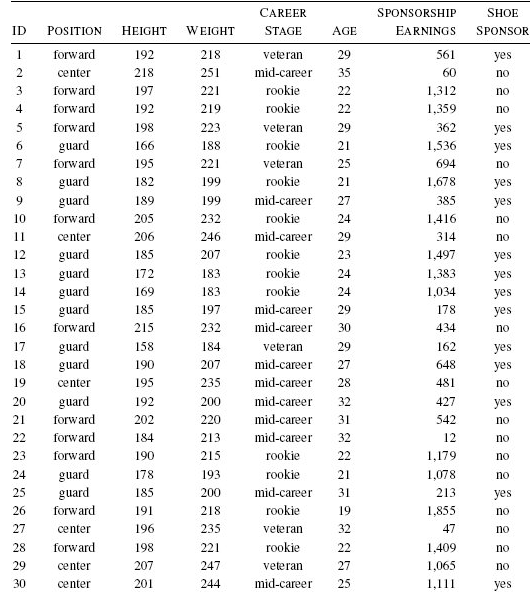 CAREER SPONSORSHIP SHOE
ID POSITION HEIGHT WEIGHT STAGE AGE EARNINGS SPONSOR
1 forward 192 218 veteran 29 561 yes
2 center 218 251 mid-career 35 60 no
3 forward 197 221 rookie 22 1,312 no
4 forward 192 219 rookie 22 1,359 no
5 forward 198 223 veteran 29 362 yes
6 guard 166 188 rookie 21 1,536 yes
7 forward 195 221 veteran 25 694 no
8 guard 182 199 rookie 21 1,678 yes
9 guard 189 199 mid-career 27 385 yes
10 forward 205 232 rookie 24 1,416 no
11 center 206 246 mid-career 29 314 no
12 guard 185 207 rookie 23 1,497 yes
13 guard 172 183 rookie 24 1,383 yes
14 guard 169 183 rookie 24 1,034 yes
15 guard 185 197 mid-career 29 178 yes
16 forward 215 232 mid-career 30 434 no
17 guard 158 184 veteran 29 162 yes
18 guard 190 207 mid-career 27 648 yes
19 center 195 235 mid-career 28 481 no
20 guard 192 200 mid-career 32 427 yes
21 forward 202 220 mid-career 31 542 no
22 forward 184 213 mid-career 32 12 no
23 forward 190 215 rookie 22 1,179 no
24 guard 178 193 rookie 21 1,078 no
25 guard 185 200 mid-career 31 213 yes
26 forward 191 218 rookie 19 1,855 no
27 center 196 235 veteran 32 47 no
28 forward 198 221 rookie 22 1,409 no
29 center 207 247 veteran 27 1,065 no
30 center 201 244 mid-career 25 1,111 yes